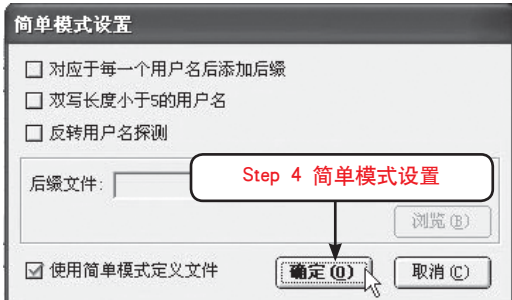 简单模式设置
对应于每一个用户名后添加后缀
双写长度小于5的用户名
反转用户名探测
后缀文件:
Step 4 简单模式设置
浏览(B)
使用简单模式定义文件
确定(O)
取消(C)